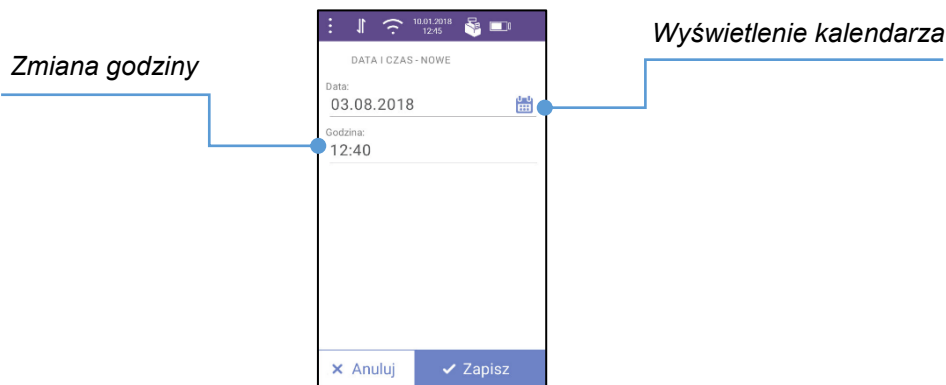 10.01.2018
12:45
Wyświetlenie kalendarza
Zmiana godziny
DATA I CZAS - NOWE
Data:
03.08.2018
Godzina:
12:40
Anuluj
Zapisz